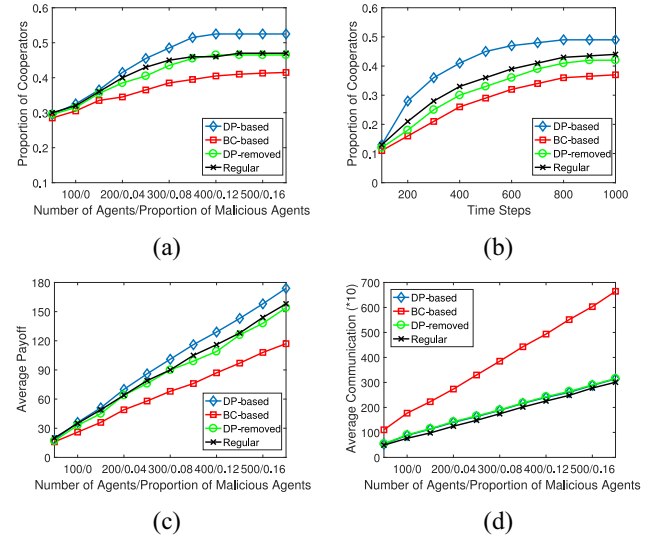 0.6
0.5
0.4
0.3
0.2
0.1
Proportion of Cooperators
DP-based
BC-based
DP-removed
Regular
100/0 200/0.04 300/0.08 400/0.12 500/0.16
Number of Agents/Proportion of Malicious Agents
(a)
0.6
0.5
0.4
0.3
0.2
0.1
0
Proportion of Cooperators
DP-based
BC-based
DP-removed
Regular
200 400 600 800 1000
Time Steps
(b)
180
150
120
90
60
30
0
Average Payoff
DP-based
BC-based
DP-removed
Regular
100/0 200/0.04 300/0.08 400/0.12 500/0.16
Number of Agents/Proportion of Malicious Agents
(c)
700
600
500
400
300
200
100
0
Average Communication (*10)
DP-based
BC-based
DP-removed
Regular
100/0 200/0.04 300/0.08 400/0.12 500/0.16
Number of Agents/Proportion of Malicious Agents
(d)